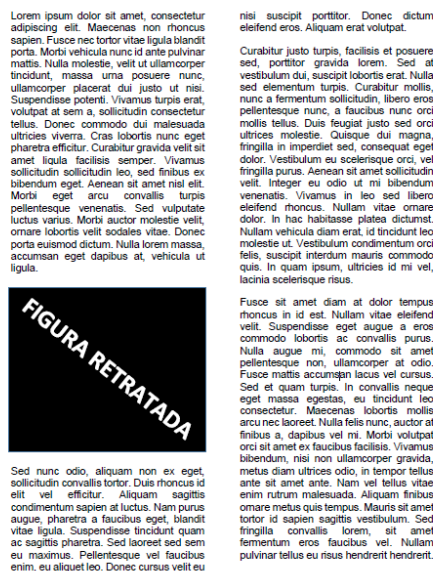 Lorem ipsum dolor sit amet, consectetur
adipiscing elit. Maecenas non rhoncus
sapien. Fusce nec tortor vitae ligula blandit
porta. Morbi vehicula nunc id ante pulvinar
mattis. Nulla molestie, velit ut ullamcorper
tincidunt, massa urna posuere nunc,
ullamcorper placerat dui justo ut nisi.
Suspendisse potenti. Vivamus turpis erat,
volutpat at sem a, sollicitudin consectetur
tellus. Donec commodo dui malesuada
ultricies viverra. Cras lobortis nunc eget
pharetra efficitur. Curabitur gravida velit sit
amet ligula facilisis semper. Vivamus
sollicitudin sollicitudin leo, sed finibus ex
bibendum eget. Aenean sit amet nisl elit.
Morbi eget arcu convallis turpis
pellentesque venenatis. Sed vulputate
luctus varius. Morbi auctor molestie velit,
ornare lobortis velit sodales vitae. Donec
porta euismod dictum. Nulla lorem massa,
accumsan eget dapibus at, vehicula ut
ligula.
FIGURA RETRATADA
Sed nunc odio, aliquam non ex eget,
sollicitudin convallis tortor. Duis rhoncus id
elit vel efficitur. Aliquam sagittis
condimentum sapien at luctus. Nam purus
augue, pharetra a faucibus eget, blandit
vitae ligula. Suspendisse tincidunt quam
ac sagittis pharetra. Sed laoreet sed sem
eu maximus. Pellentesque vel faucibus
enim, eu aliquet leo. Donec cursus velit eu
nisi suscipit porttitor. Donec dictum
eleifend eros. Aliquam erat volutpat.
Curabitur justo turpis, facilisis et posuere
sed, porttitor gravida lorem. Sed at
vestibulum dui, suscipit lobortis erat. Nulla
sed elementum turpis. Curabitur mollis,
nunc a fermentum sollicitudin, libero eros
pellentesque nunc, a faucibus nunc orci
mollis tellus. Duis feugiat justo sed orci
ultrices molestie. Quisque dui magna,
fringilla in imperdiet sed, consequat eget
dolor. Vestibulum eu scelerisque orci, vel
fringilla purus. Aenean sit amet sollicitudin
velit. Integer eu odio ut mi bibendum
venenatis. Vivamus in leo sed libero
eleifend rhoncus. Nullam vitae ornare
dolor. In hac habitasse platea dictumst.
Nullam vehicula diam erat, id tincidunt leo
molestie ut. Vestibulum condimentum orci
felis, suscipit interdum mauris commodo
quis. In quam ipsum, ultricies id mi vel,
lacinia scelerisque risus.
Fusce sit amet diam at dolor tempus
rhoncus in id est. Nullam vitae eleifend
velit. Suspendisse eget augue a eros
commodo lobortis ac convallis purus.
Nulla augue mi, commodo sit amet
pellentesque non, ullamcorper at odio.
Fusce mattis accumsan lacus vel cursus.
Sed et quam turpis. In convallis neque
eget massa egestas, eu tincidunt leo
consectetur. Maecenas lobortis mollis
arcu nec laoreet. Nulla felis nunc, auctor at
finibus a, dapibus vel mi. Morbi volutpat
orci sit amet ex faucibus facilisis. Vivamus
bibendum, nisi non ullamcorper gravida,
metus diam ultrices odio, in tempor tellus
ante sit amet ante. Nam vel tellus vitae
enim rutrum malesuada. Aliquam finibus
ornare metus quis tempus. Mauris sit amet
tortor id sapien sagittis vestibulum. Sed
fringilla convallis lorem, sit amet
fermentum eros faucibus vel. Nullam
pulvinar tellus eu risus hendrerit hendrerit.